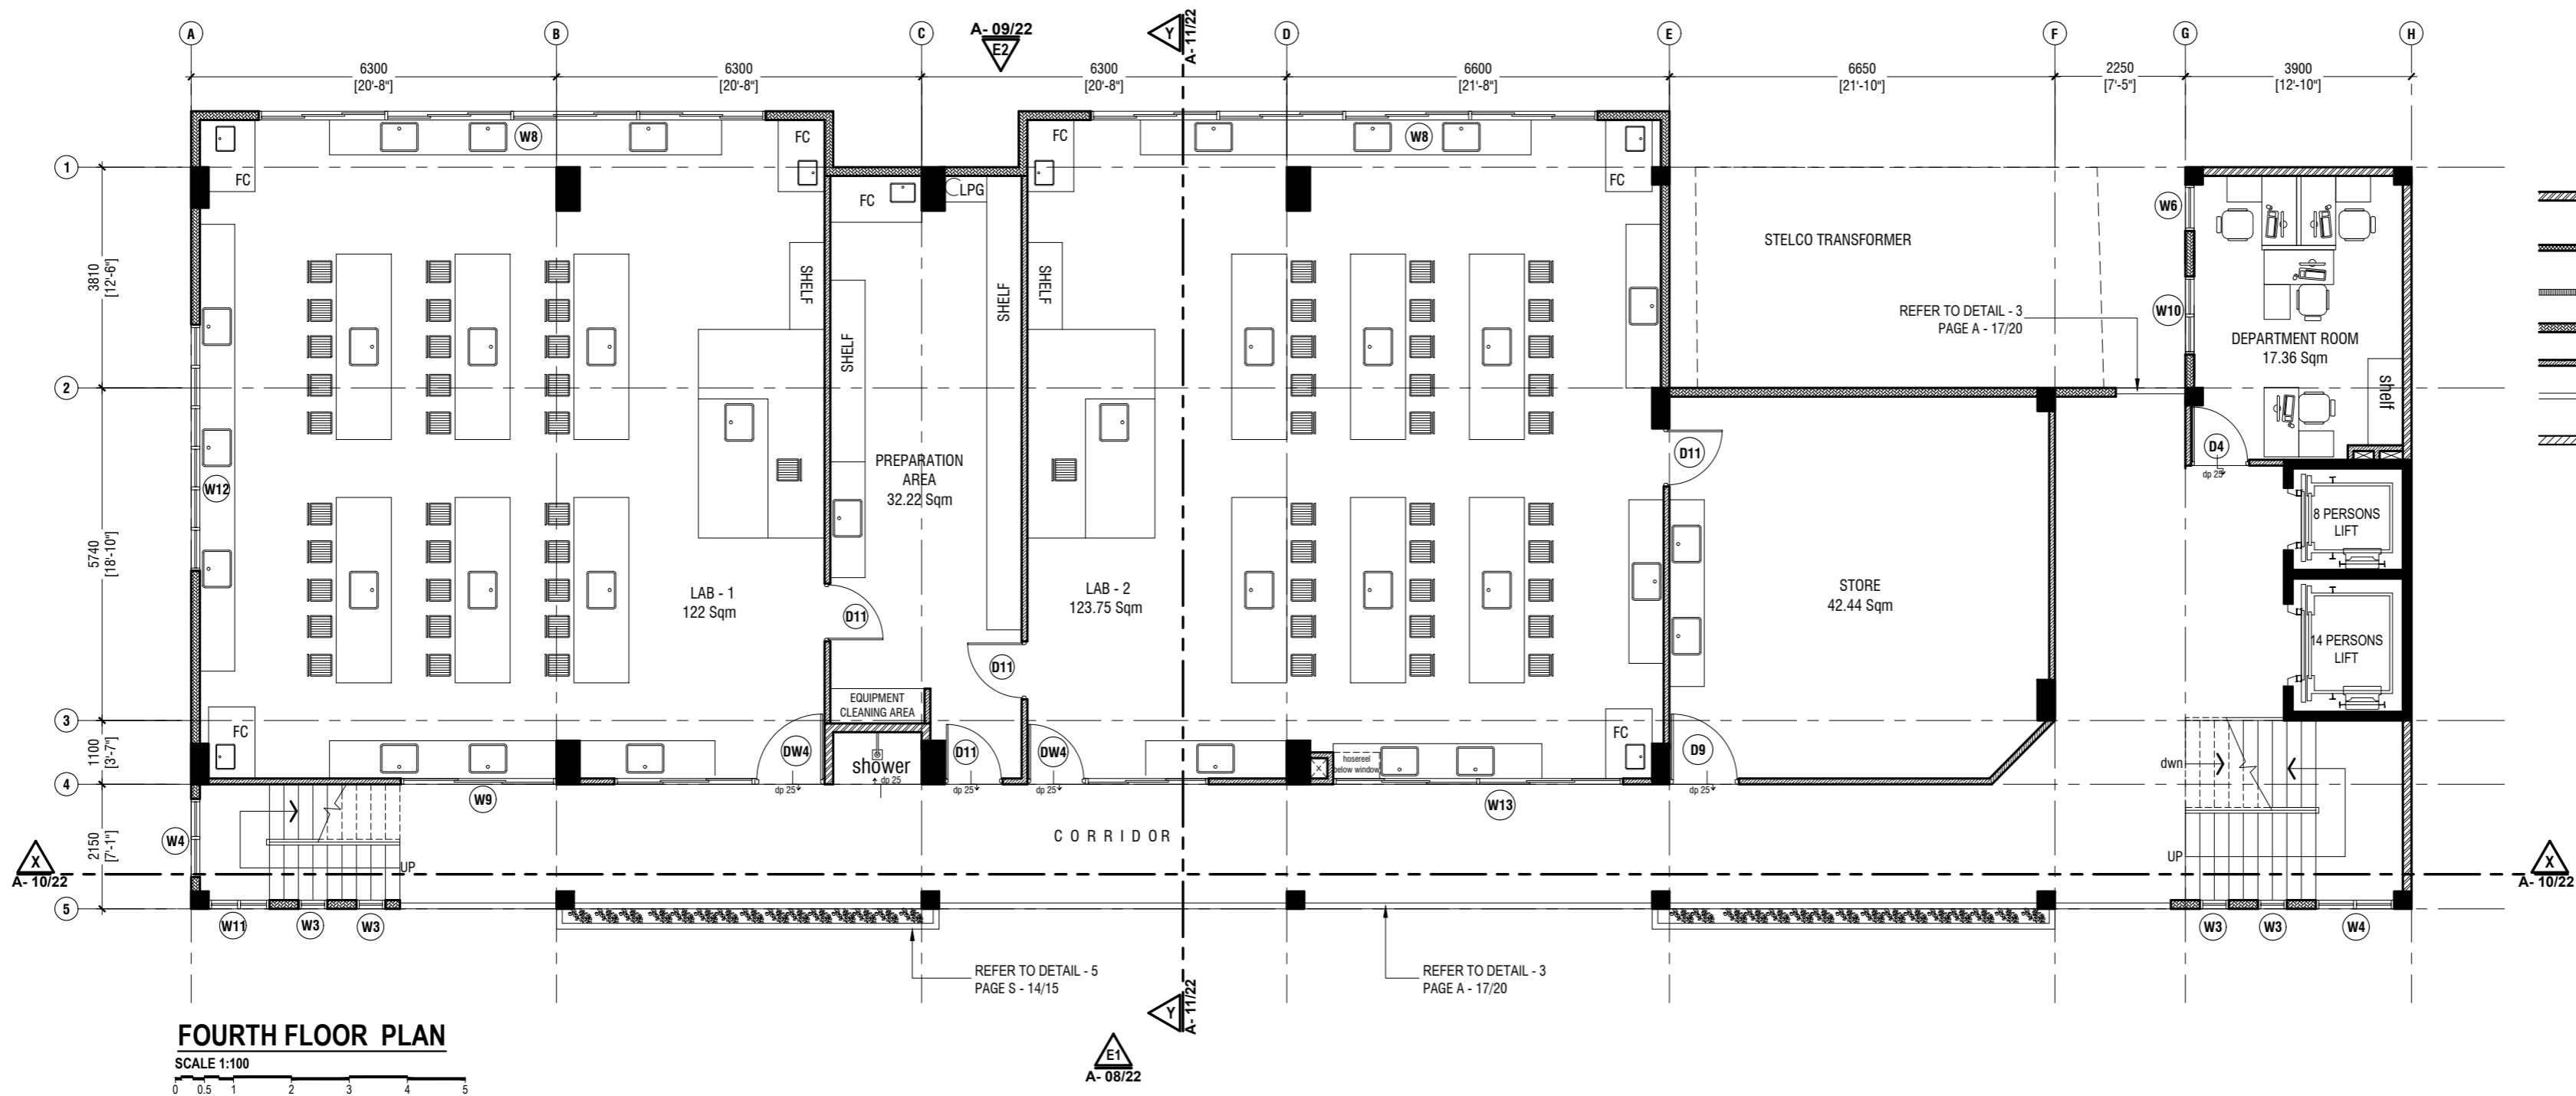 A
B
C
A- 09/22
E2
Y
A- 11/22
D
E
F
G
H
6300
[20'-8"]
6300
[20'-8"]
6300
[20'-8"]
6600
[21'-8"]
6650
[21'-10"]
2250
[7'-5"]
3900
[12'-10"]
1
2
3
4
5
3810
[12'-6"]
5740
[18'-10"]
1100
[3'-7"]
2150
[7'-1"]
FC
W8
FC
FC
LPG
FC
W8
FC
W6
W10
SHELF
SHELF
SHELF
SHELF
STELCO TRANSFORMER
REFER TO DETAIL - 3
PAGE A - 17/20
DEPARTMENT ROOM
17.36 Sqm
shelf
D4
dp 25
W12
PREPARATION
AREA
32.22 Sqm
D11
LAB - 1
122 Sqm
D11
D11
LAB - 2
123.75 Sqm
STORE
42.44 Sqm
8 PERSONS
LIFT
14 PERSONS
LIFT
EQUIPMENT
CLEANING AREA
FC
DW4
dp 25
shower
dp 25
D11
dp 25
DW4
dp 25
hosereel
below window
FC
D9
dp 25
dwn
UP
W9
W13
W4
UP
CORRIDOR
X
A- 10/22
X
A- 10/22
W11
W3
W3
W3
W3
W4
REFER TO DETAIL - 5
PAGE S - 14/15
REFER TO DETAIL - 3
PAGE A - 17/20
Y
A- 11/22
E1
A- 08/22
FOURTH FLOOR PLAN
SCALE 1:100
0 0.5 1 2 3 4 5